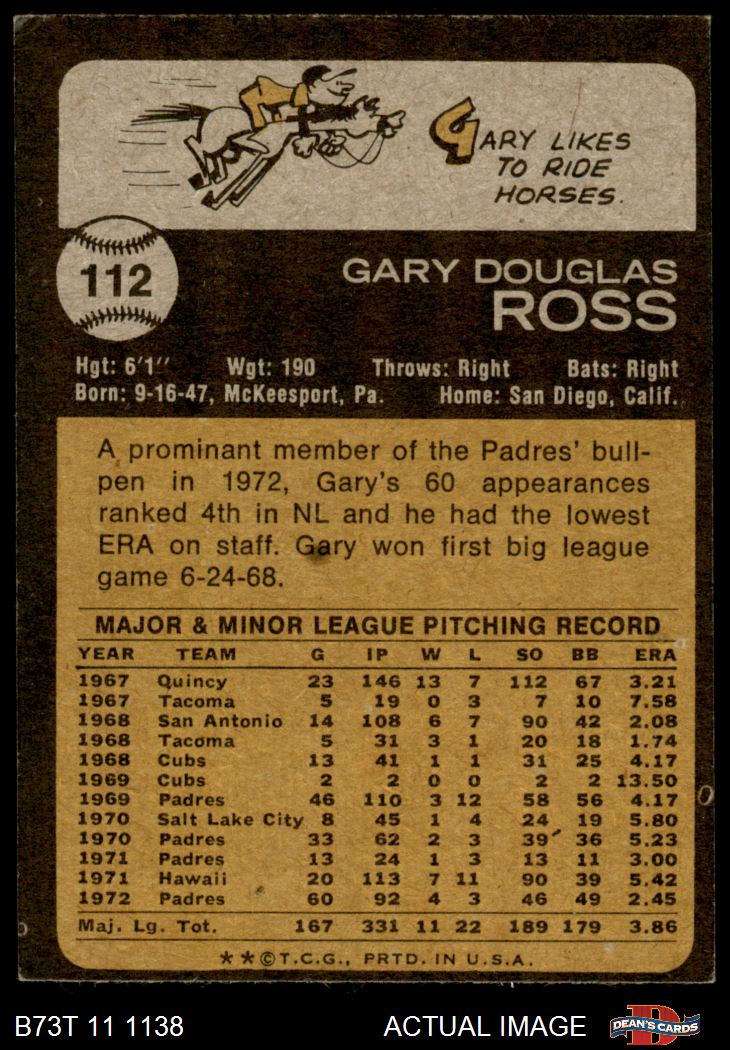 GARY LIKES
TO RIDE
HORSES.
112
GARY DOUGLAS
ROSS
Hgt: 6'1" Wgt: 190 Throws: Right Bats: Right
Born: 9-16-47, McKeesport, Pa. Home: San Diego, Calif.
A prominant member of the Padres' bull-
pen in 1972, Gary's 60 appearances
ranked 4th in NL and he had the lowest
ERA on staff. Gary won first big league
game 6-24-68.
MAJOR & MINOR LEAGUE PITCHING RECORD
YEAR TEAM G IP W L SO BB ERA
1967 Quincy 23 146 13 7 112 67 3.21
1967 Tacoma 5 19 0 3 7 10 7.58
1968 San Antonio 14 108 6 7 90 42 2.08
1968 Tacoma 5 31 3 1 20 18 1.74
1968 Cubs 13 41 1 1 31 25 4.17
1969 Cubs 2 2 0 0 2 2 13.50
1969 Padres 46 110 3 12 58 56 4.17
1970 Salt Lake City 8 45 1 4 24 19 5.80
1970 Padres 33 62 2 3 39 36 5.23
1971 Padres 13 24 1 3 13 11 3.00
1971 Hawaii 20 113 7 11 90 39 5.42
1972 Padres 60 92 4 3 46 49 2.45
Maj. Lg. Tot. 167 331 11 22 189 179 3.86
**©T.C.G., PRTD. IN U.S.A.
B73T 11 1138 ACTUAL IMAGE D DEAN'S CARDS